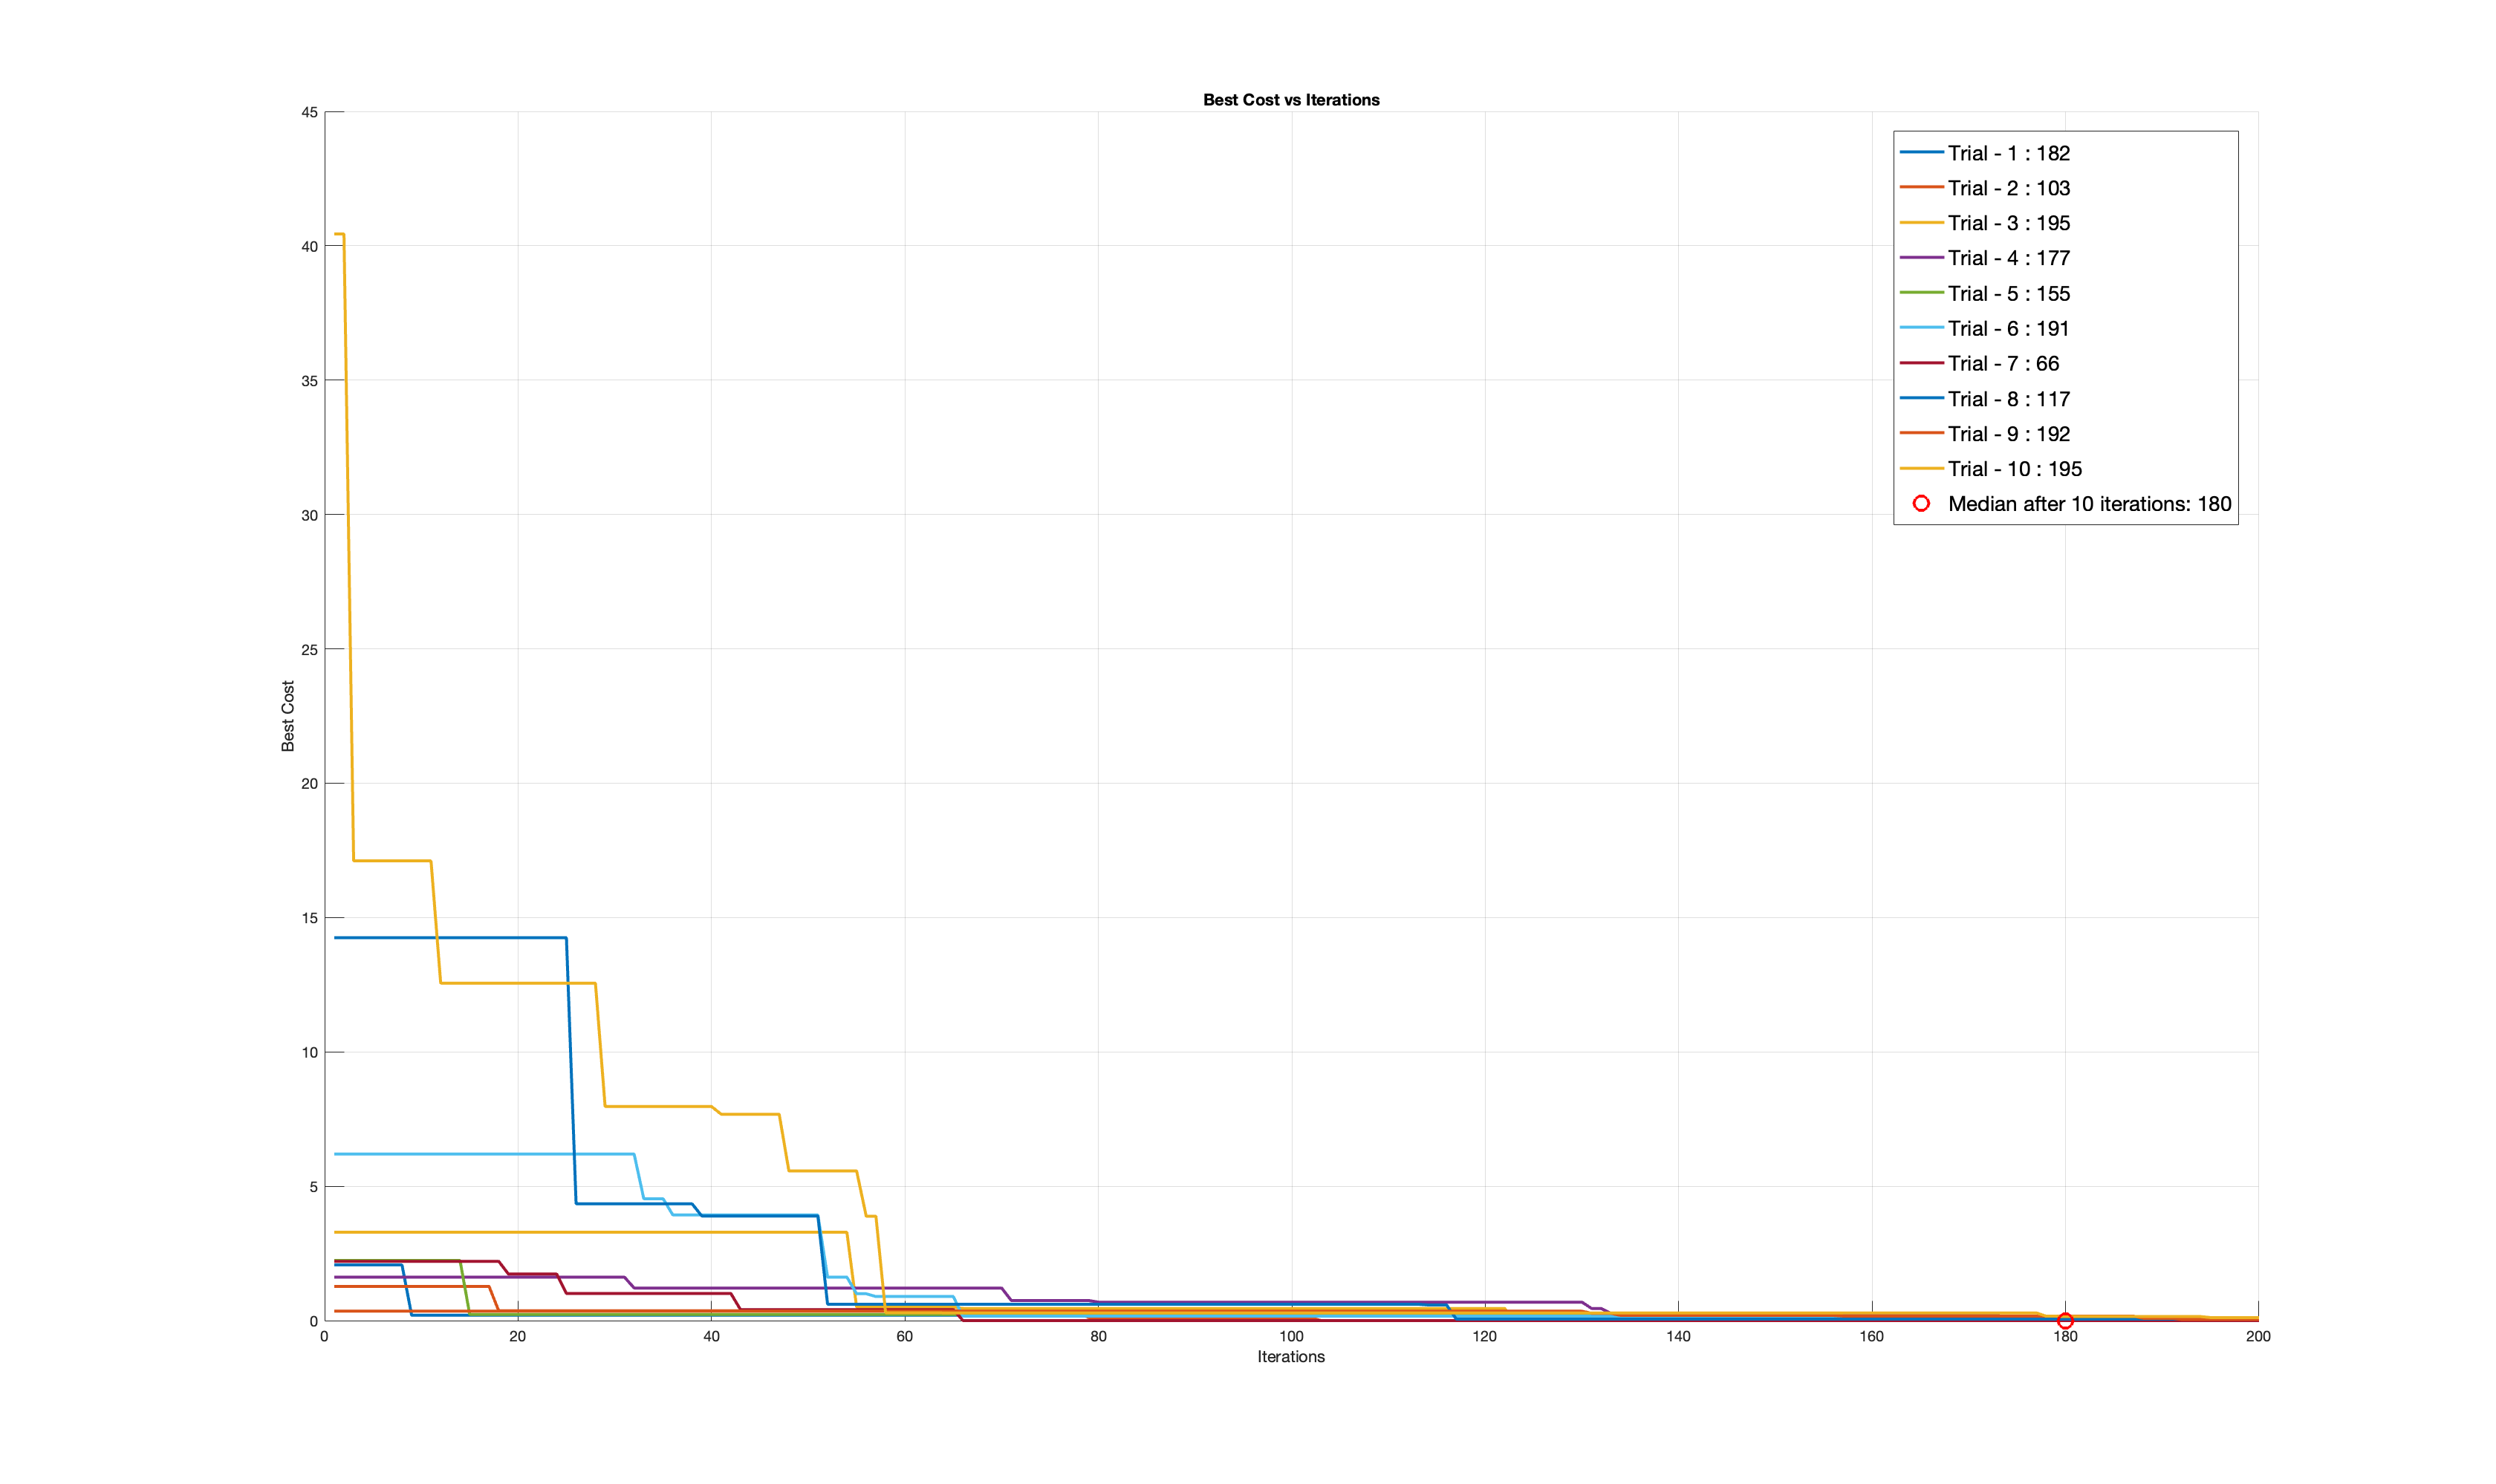 Best Cost vs Iterations
45
40
35
30
25
20
15
10
5
0
Best Cost
Trial - 1 : 182
Trial - 2 : 103
Trial - 3 : 195
Trial - 4 : 177
Trial - 5 : 155
Trial - 6 : 191
Trial - 7 : 66
Trial - 8 : 117
Trial - 9 : 192
Trial - 10 : 195
Median after 10 iterations: 180
0 20 40 60 80 100 120 140 160 180 200
Iterations